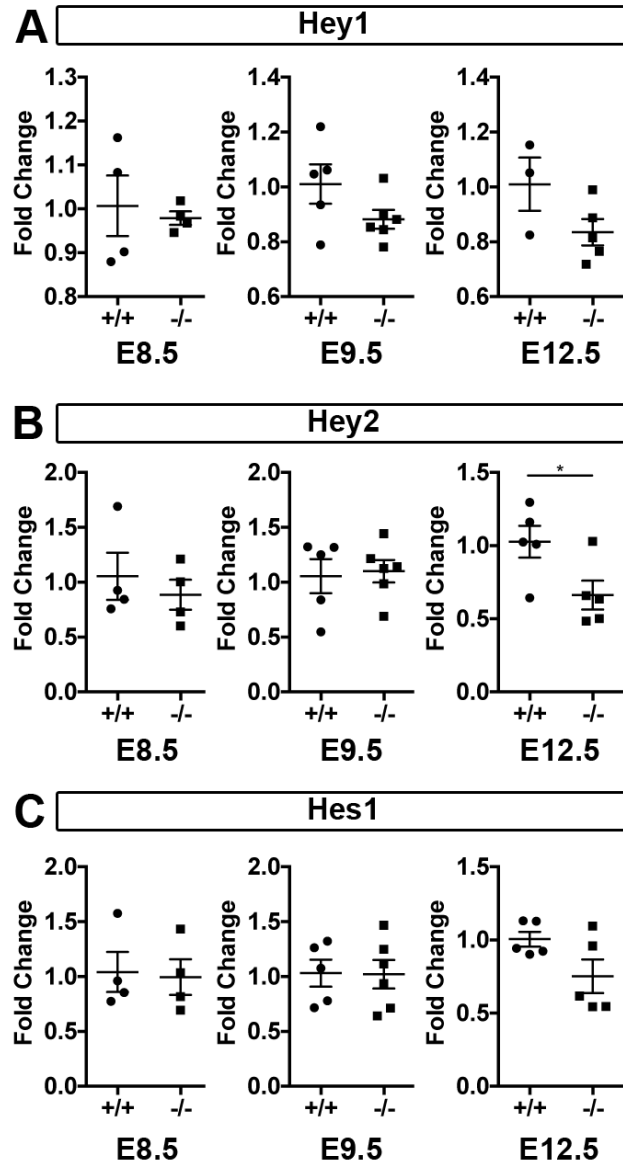 A Hey1
Fold Change 1.3 1.2 1.1 1.0 0.9 0.8 +/+ -/- E8.5
Fold Change 1.4 1.2 1.0 0.8 0.6 +/+ -/- E9.5
Fold Change 1.4 1.2 1.0 0.8 0.6 +/+ -/- E12.5
B Hey2
Fold Change 2.0 1.5 1.0 0.5 0.0 +/+ -/- E8.5
Fold Change 2.0 1.5 1.0 0.5 0.0 +/+ -/- E9.5
Fold Change 1.5 1.0 0.5 0.0 * +/+ -/- E12.5
C Hes1
Fold Change 2.0 1.5 1.0 0.5 0.0 +/+ -/- E8.5
Fold Change 2.0 1.5 1.0 0.5 0.0 +/+ -/- E9.5
Fold Change 1.5 1.0 0.5 0.0 +/+ -/- E12.5